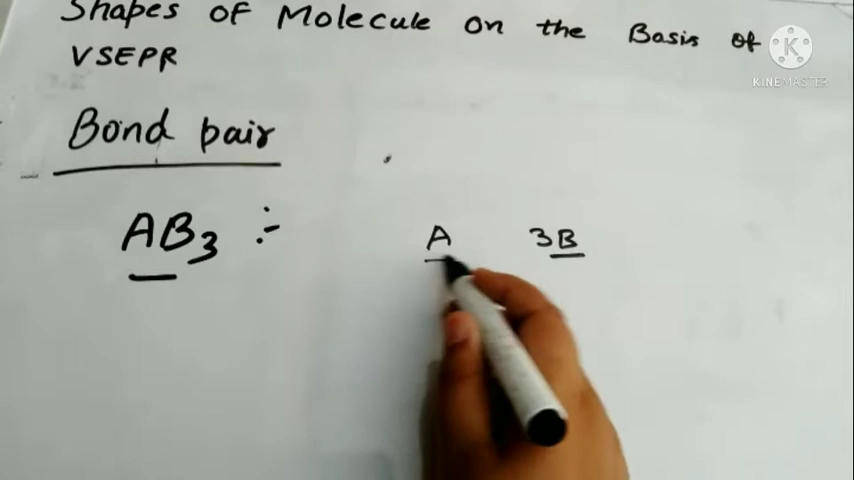 Shapes of Molecule on the Basis of
VSEPR
KINEMASTER
Bond pair
AB₃ :-
A 3B